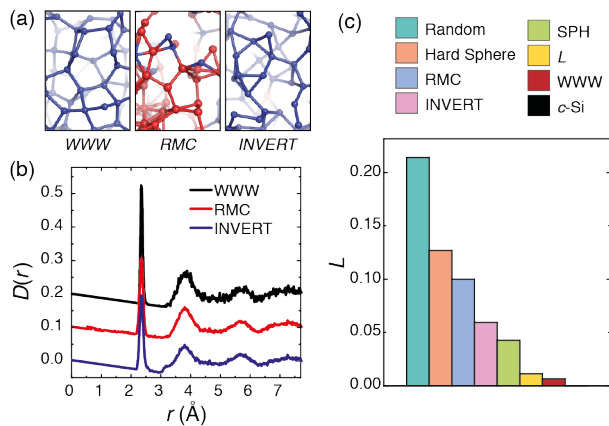 (a)
WWW RMC INVERT
(b)
WWW
RMC
INVERT
D(r)
0.5
0.4
0.3
0.2
0.1
0.0
0 1 2 3 4 5 6 7
r (Å)
(c)
Random
Hard Sphere
RMC
INVERT
SPH
L
WWW
c-Si
L
0.20
0.15
0.10
0.05
0.00